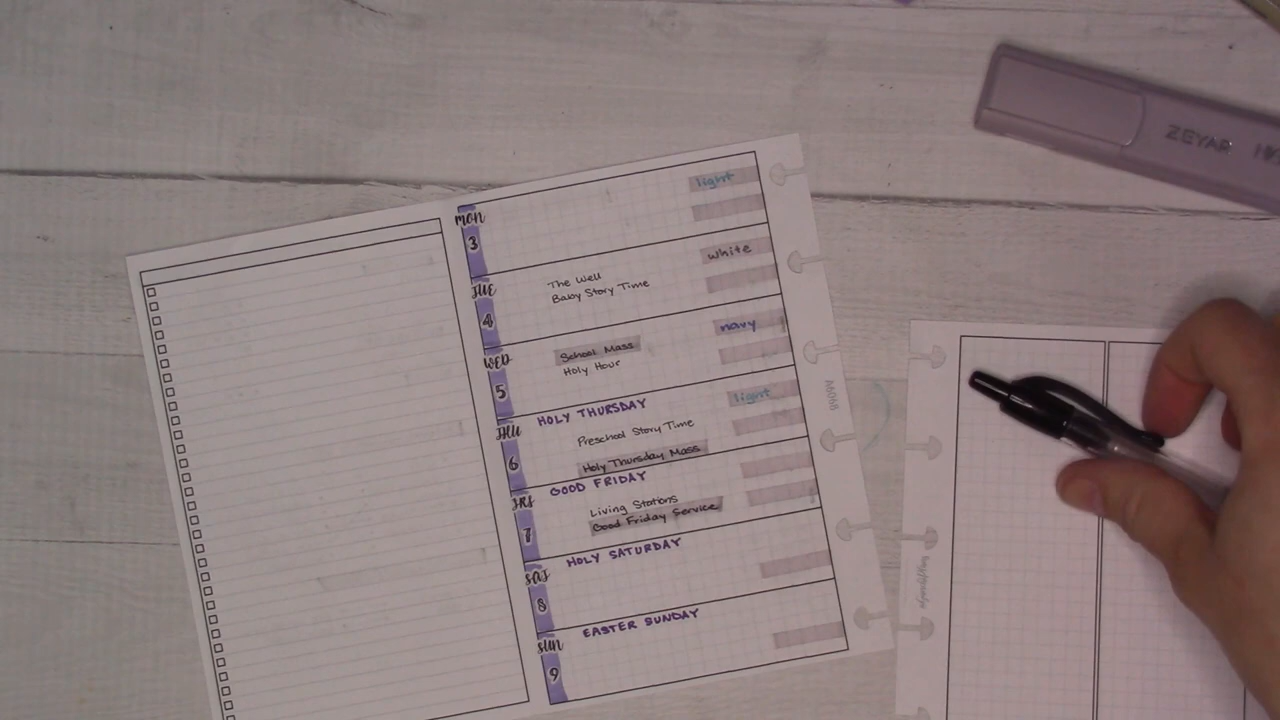 ZEYAR
light
MON
3
white
TUE
The Well
Baby Story Time
4
navy
WED
School Mass
Holy Hour
5
HOLY THURSDAY
light
THU
Preschool Story Time
6
Holy Thursday Mass
GOOD FRIDAY
FRI
Living Stations
7
Good Friday Service
HOLY SATURDAY
SAT
8
EASTER SUNDAY
SUN
9
A606B